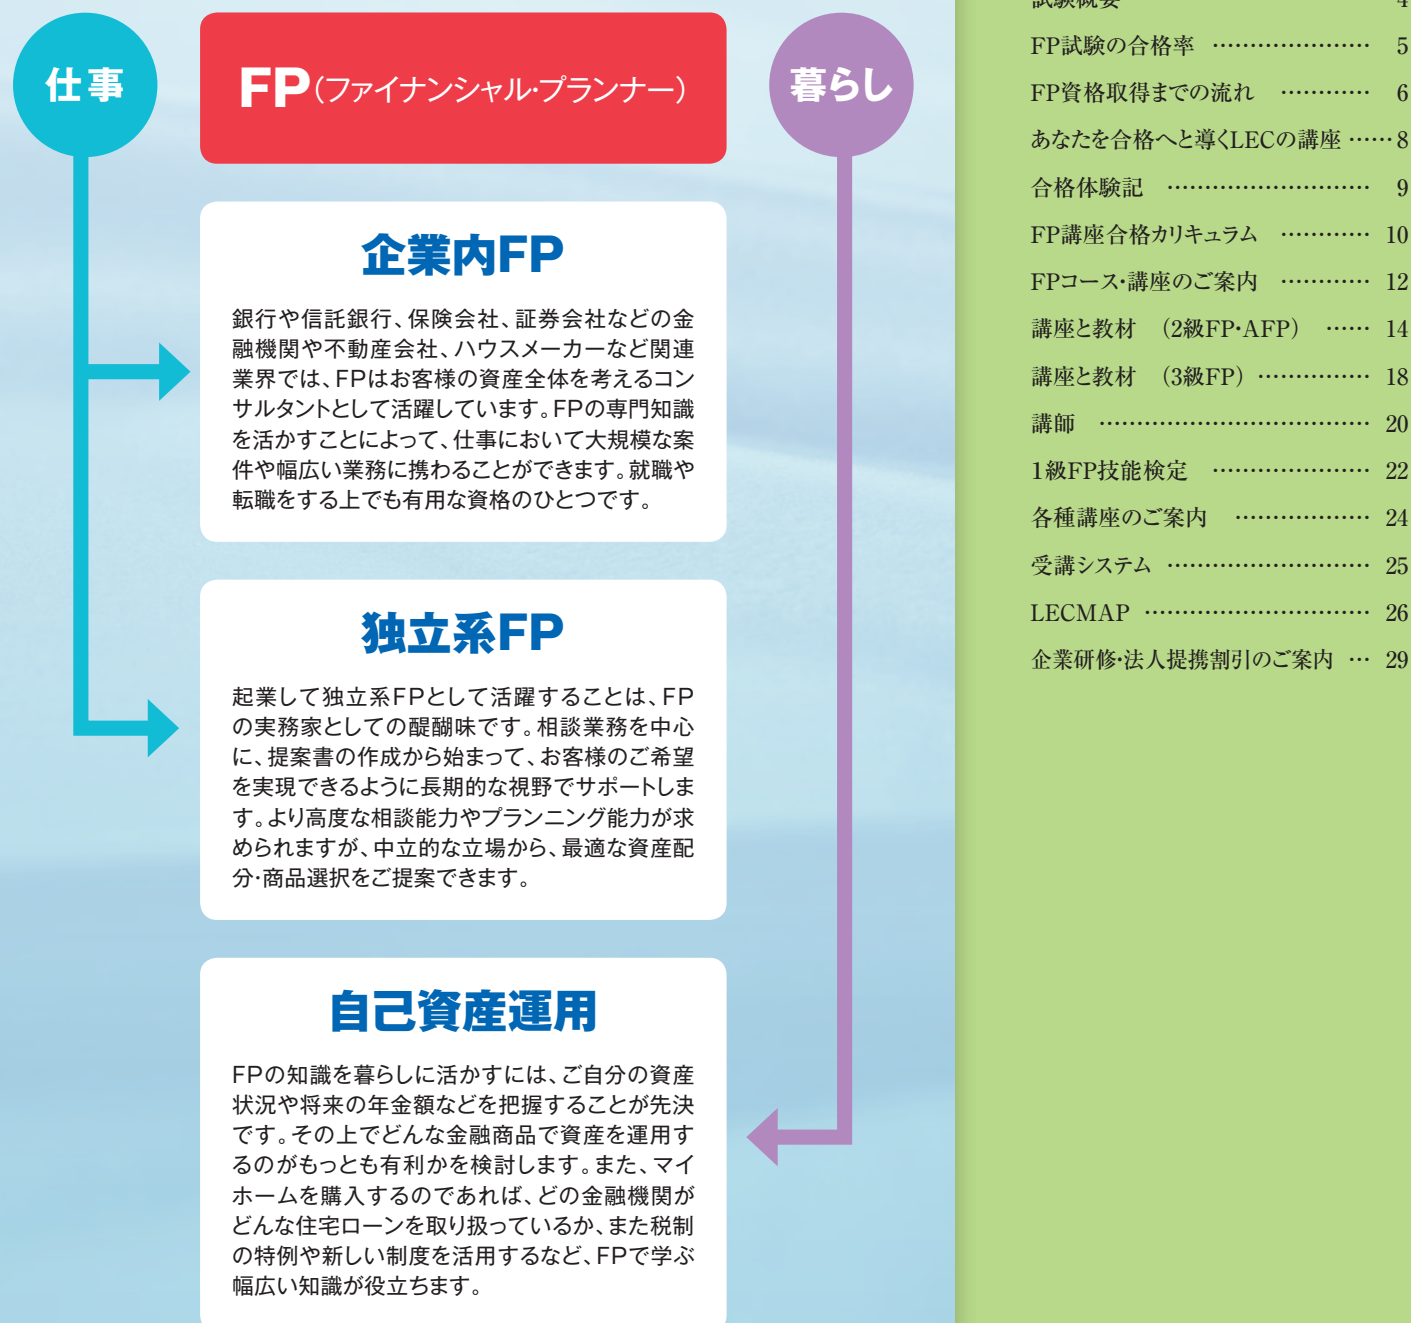 仕事
FP（ファイナンシャル・プランナー）
暮らし
企業内FP
銀行や信託銀行、保険会社、証券会社などの金
融機関や不動産会社、ハウスメーカーなど関連
業界では、FPはお客様の資産全体を考えるコン
サルタントとして活躍しています。FPの専門知識
を活かすことによって、仕事において大規模な案
件や幅広い業務に携わることができます。就職や
転職をする上でも有用な資格のひとつです。
独立系FP
起業して独立系FPとして活躍することは、FP
の実務家としての醍醐味です。相談業務を中心
に、提案書の作成から始まって、お客様のご希望
を実現できるように長期的な視野でサポートしま
す。より高度な相談能力やプランニング能力が求
められますが、中立的な立場から、最適な資産配
分・商品選択をご提案できます。
自己資産運用
FPの知識を暮らしに活かすには、ご自分の資産
状況や将来の年金額などを把握することが先決
です。その上でどんな金融商品で資産を運用す
るのがもっとも有利かを検討します。また、マイ
ホームを購入するのであれば、どの金融機関が
どんな住宅ローンを取り扱っているか、また税制
の特例や新しい制度を活用するなど、FPで学ぶ
幅広い知識が役立ちます。
試験概要 4
FP試験の合格率 ………………… 5
FP資格取得までの流れ ………… 6
あなたを合格へと導くLECの講座 ……8
合格体験記 ……………………… 9
FP講座合格カリキュラム ………… 10
FPコース・講座のご案内 ………… 12
講座と教材 （2級FP・AFP） …… 14
講座と教材 （3級FP） …………… 18
講師 ……………………………… 20
1級FP技能検定 ………………… 22
各種講座のご案内 ……………… 24
受講システム ……………………… 25
LECMAP ………………………… 26
企業研修・法人提携割引のご案内 … 29